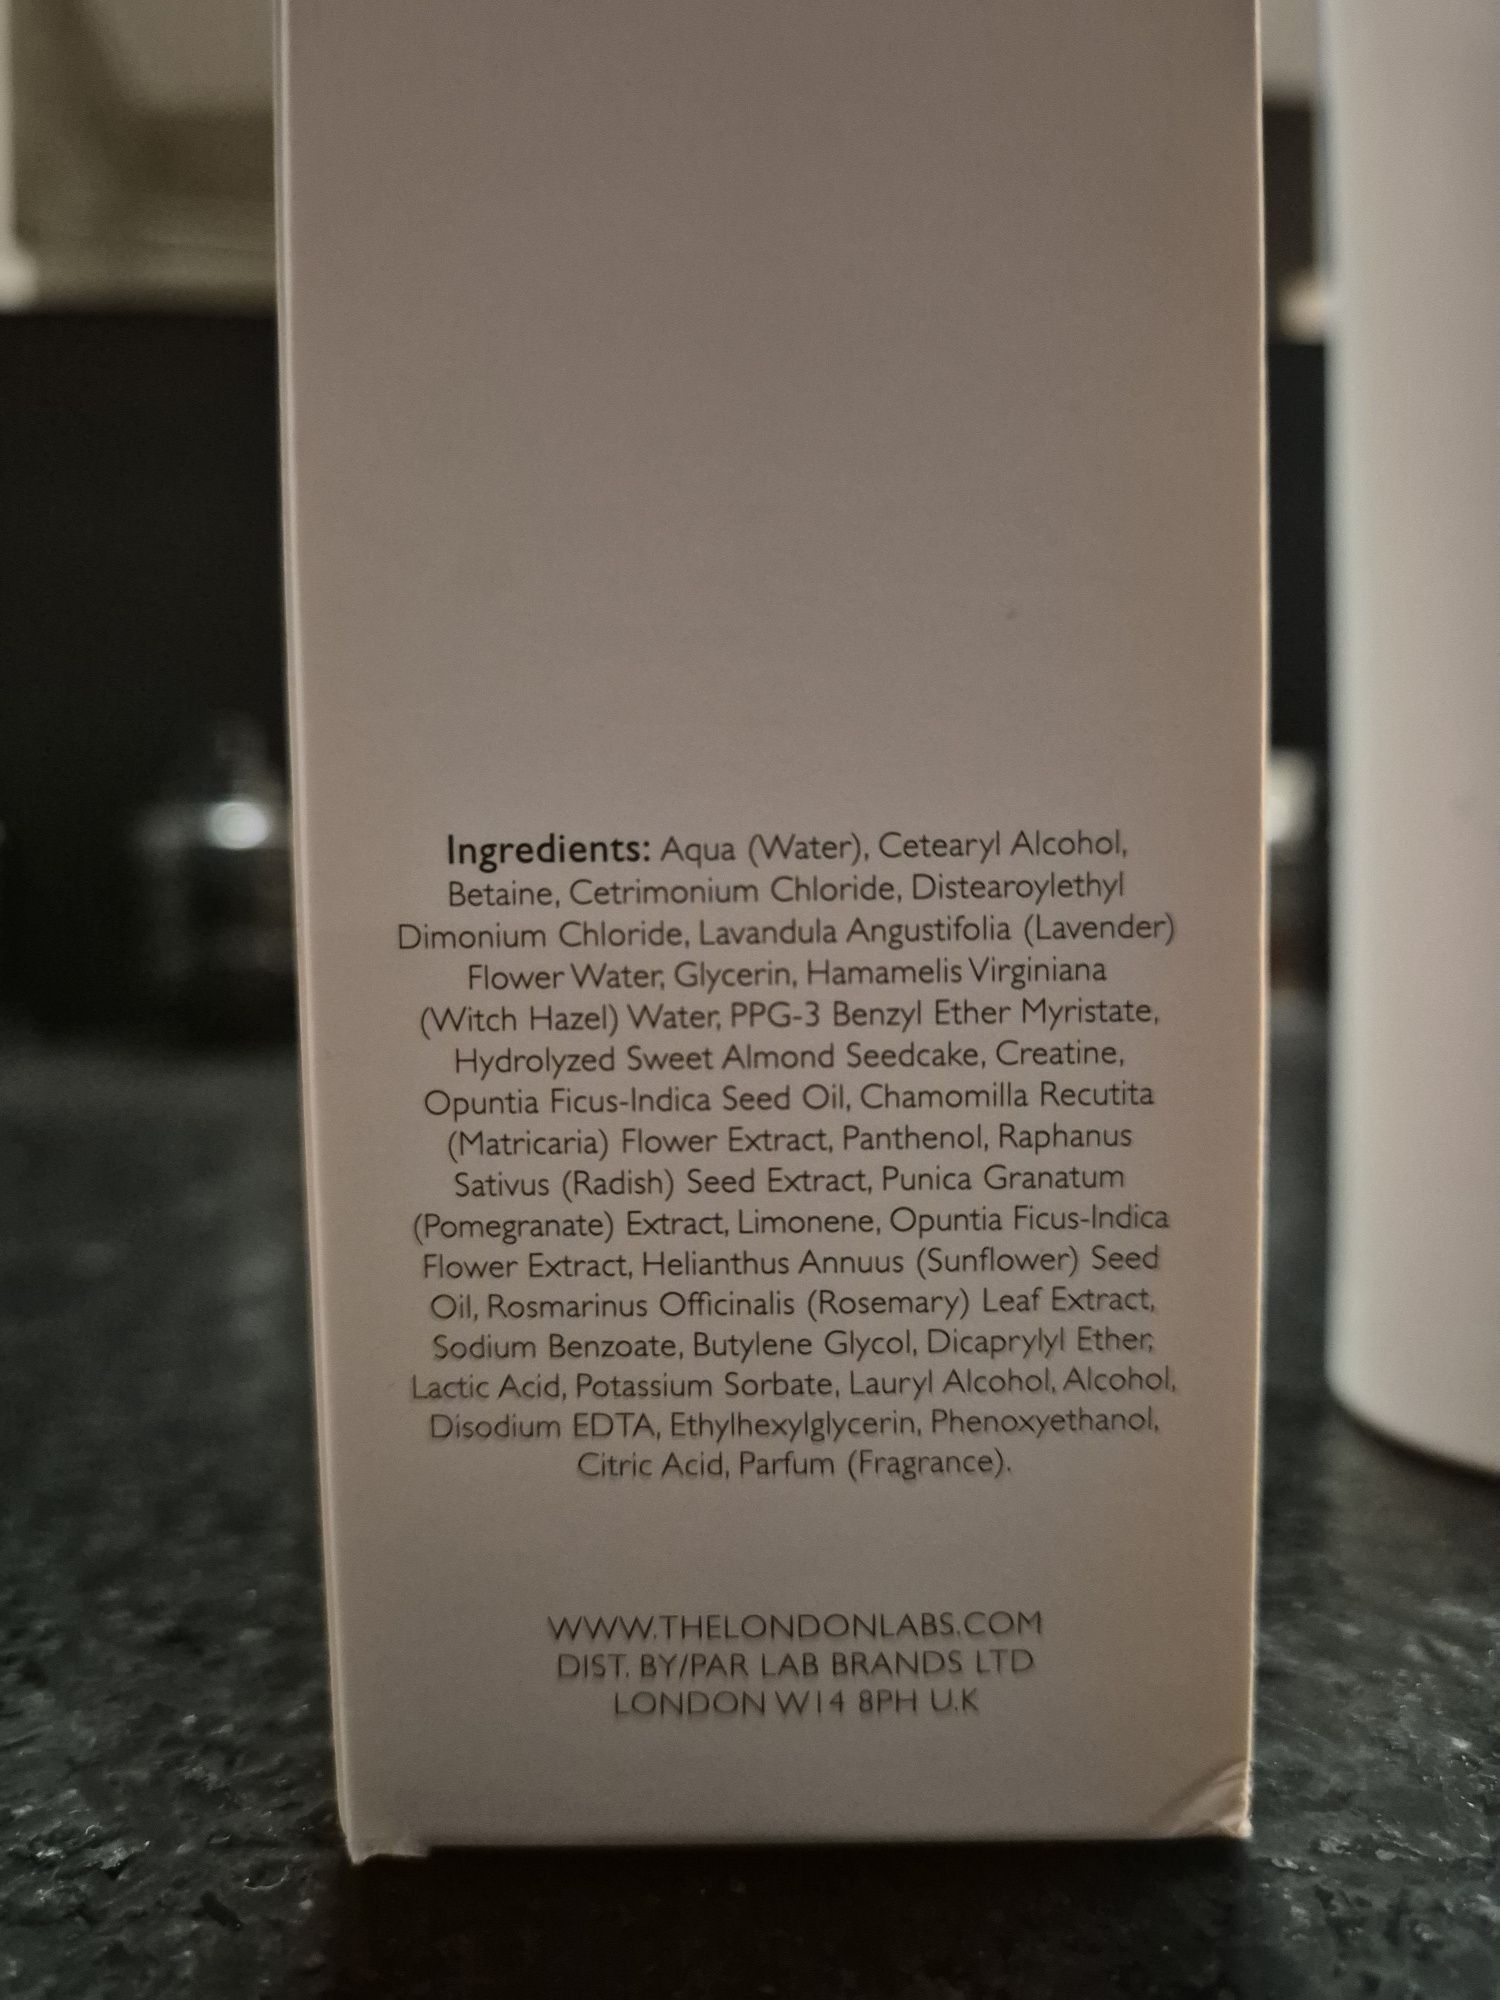 Ingredients: Aqua (Water), Cetearyl Alcohol,
Betaine, Cetrimonium Chloride, Distearoylethyl
Dimonium Chloride, Lavandula Angustifolia (Lavender)
Flower Water, Glycerin, Hamamelis Virginiana
(Witch Hazel) Water, PPG-3 Benzyl Ether Myristate,
Hydrolyzed Sweet Almond Seedcake, Creatine,
Opuntia Ficus-Indica Seed Oil, Chamomilla Recutita
(Matricaria) Flower Extract, Panthenol, Raphanus
Sativus (Radish) Seed Extract, Punica Granatum
(Pomegranate) Extract, Limonene, Opuntia Ficus-Indica
Flower Extract, Helianthus Annuus (Sunflower) Seed
Oil, Rosmarinus Officinalis (Rosemary) Leaf Extract,
Sodium Benzoate, Butylene Glycol, Dicaprylyl Ether,
Lactic Acid, Potassium Sorbate, Lauryl Alcohol, Alcohol,
Disodium EDTA, Ethylhexylglycerin, Phenoxyethanol,
Citric Acid, Parfum (Fragrance).
WWW.THELONDONLABS.COM
DIST. BY/PAR LAB BRANDS LTD
LONDON W14 8PH U.K